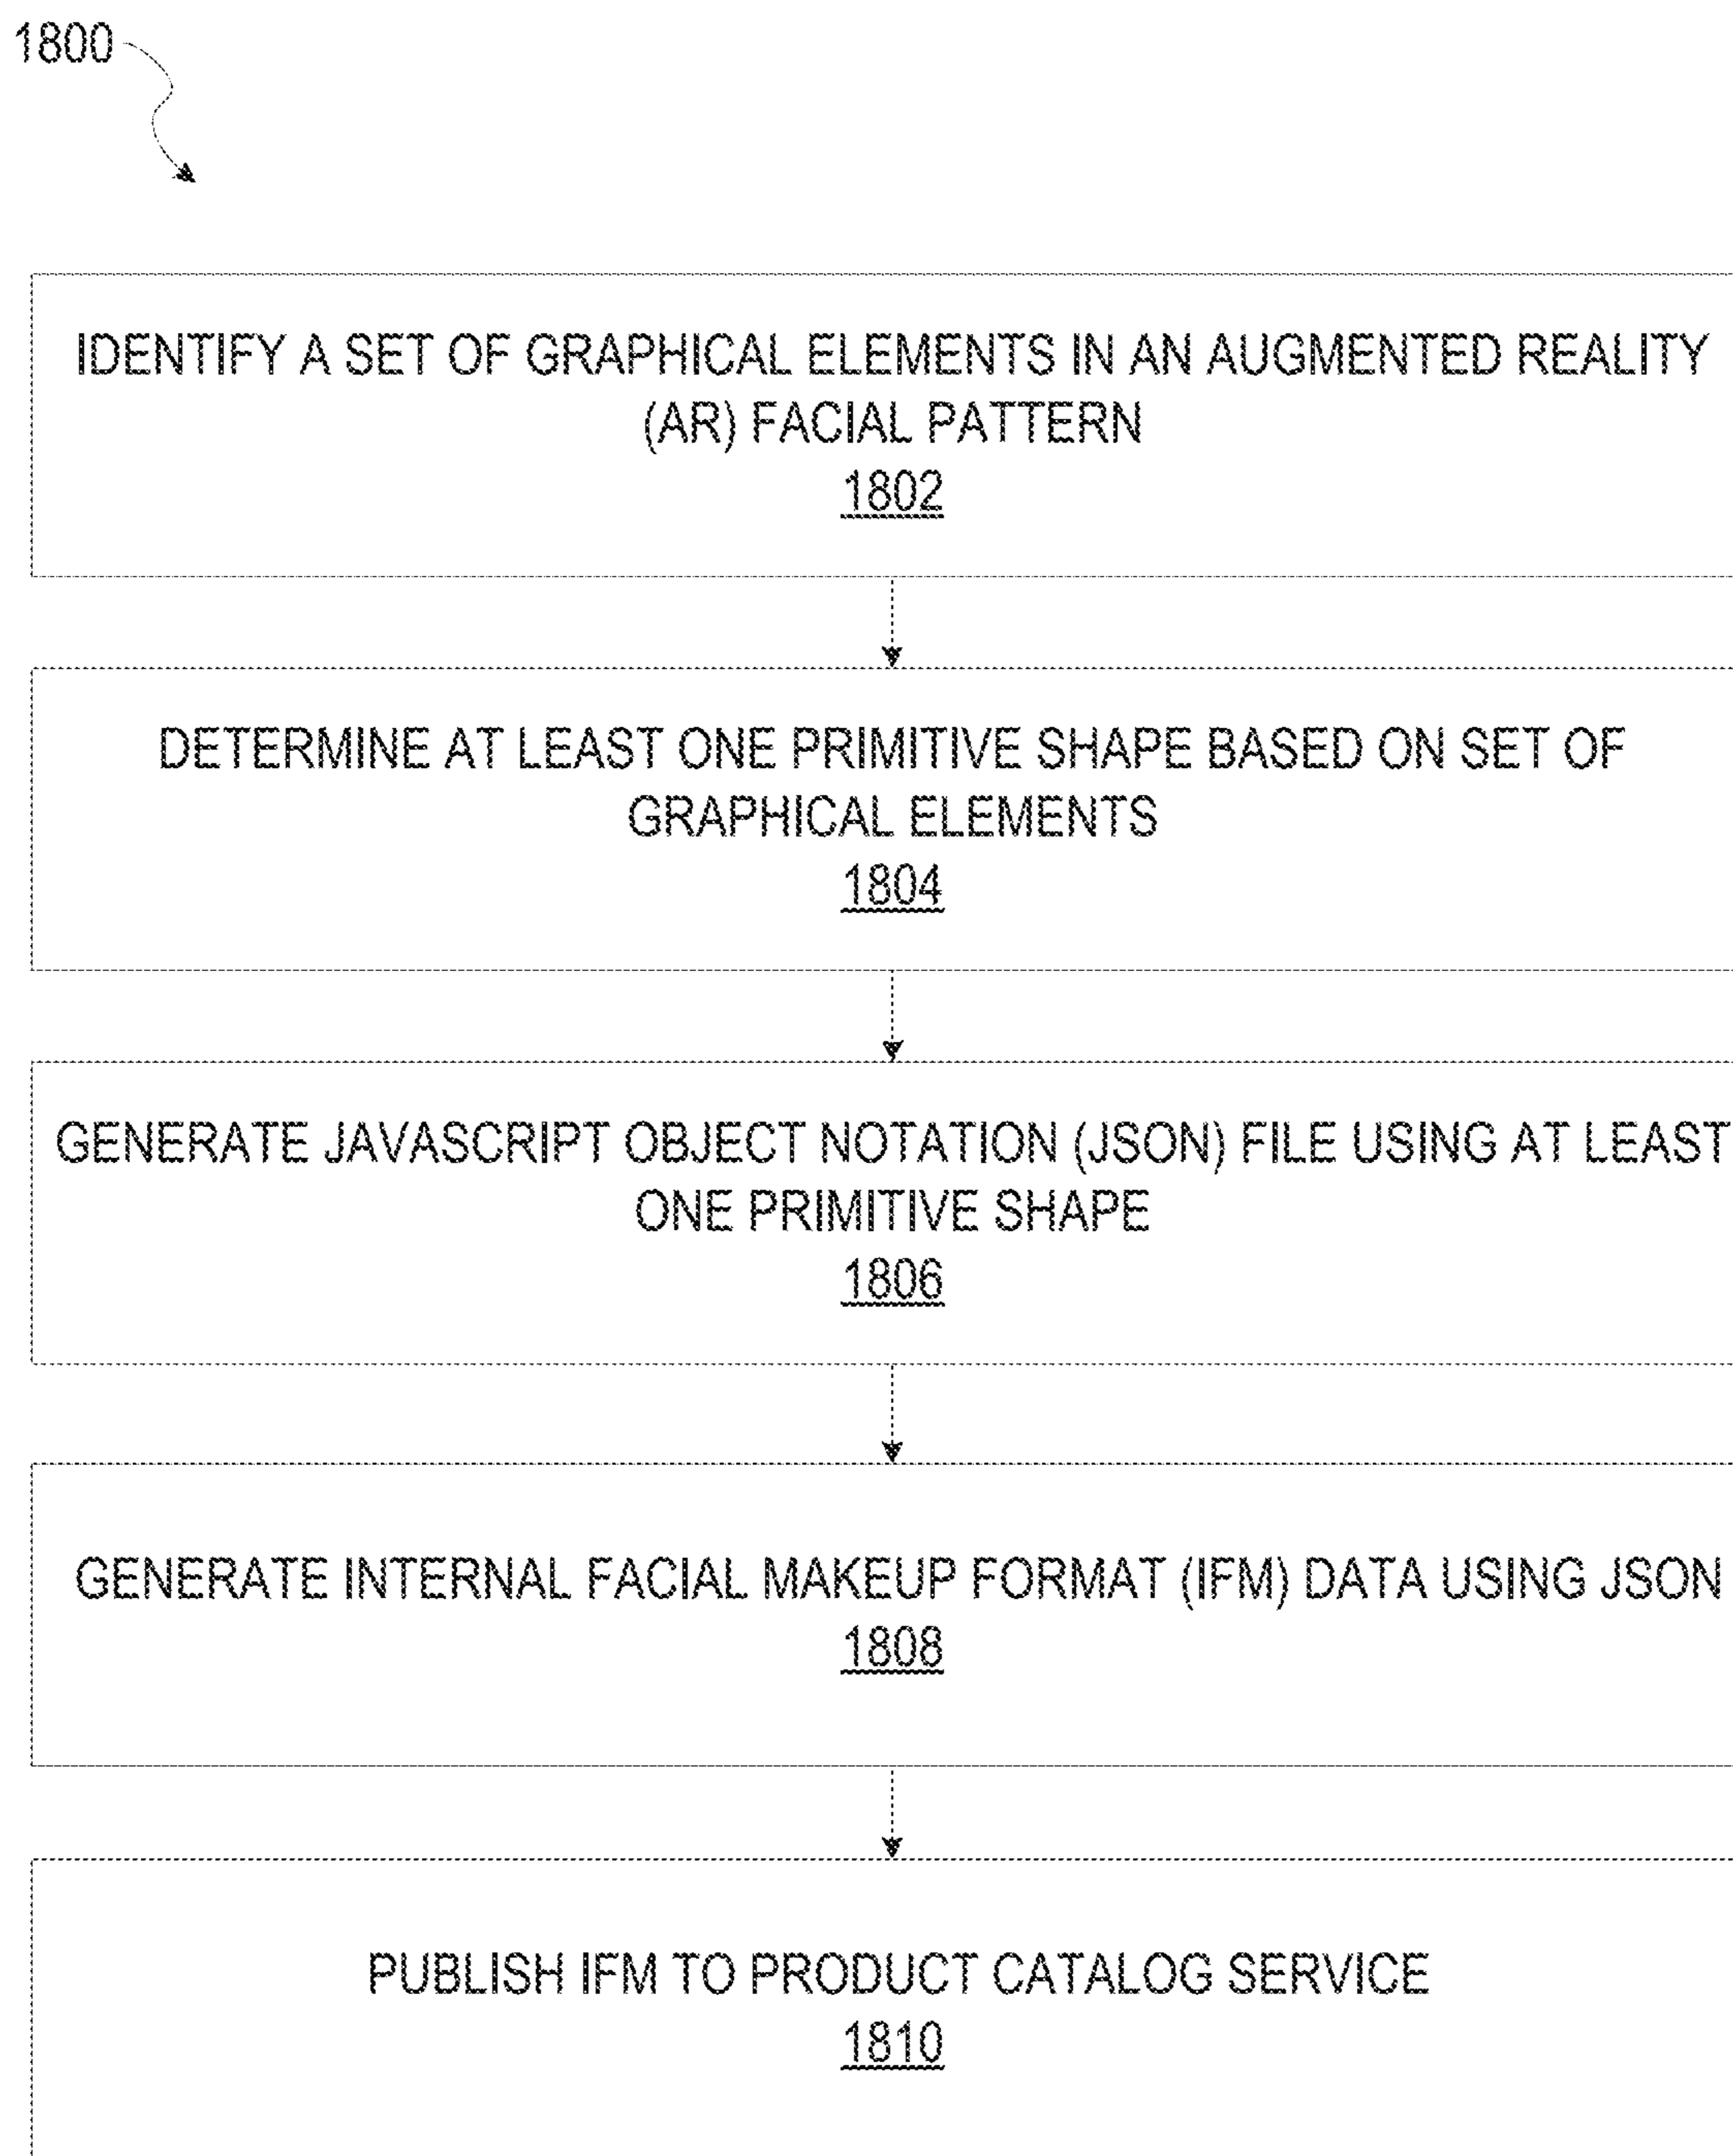 1800
IDENTIFY A SET OF GRAPHICAL ELEMENTS IN AN AUGMENTED REALITY
(AR) FACIAL PATTERN
1802
DETERMINE AT LEAST ONE PRIMITIVE SHAPE BASED ON SET OF
GRAPHICAL ELEMENTS
1804
GENERATE JAVASCRIPT OBJECT NOTATION (JSON) FILE USING AT LEAST
ONE PRIMITIVE SHAPE
1806
GENERATE INTERNAL FACIAL MAKEUP FORMAT (IFM) DATA USING JSON
1808
PUBLISH IFM TO PRODUCT CATALOG SERVICE
1810